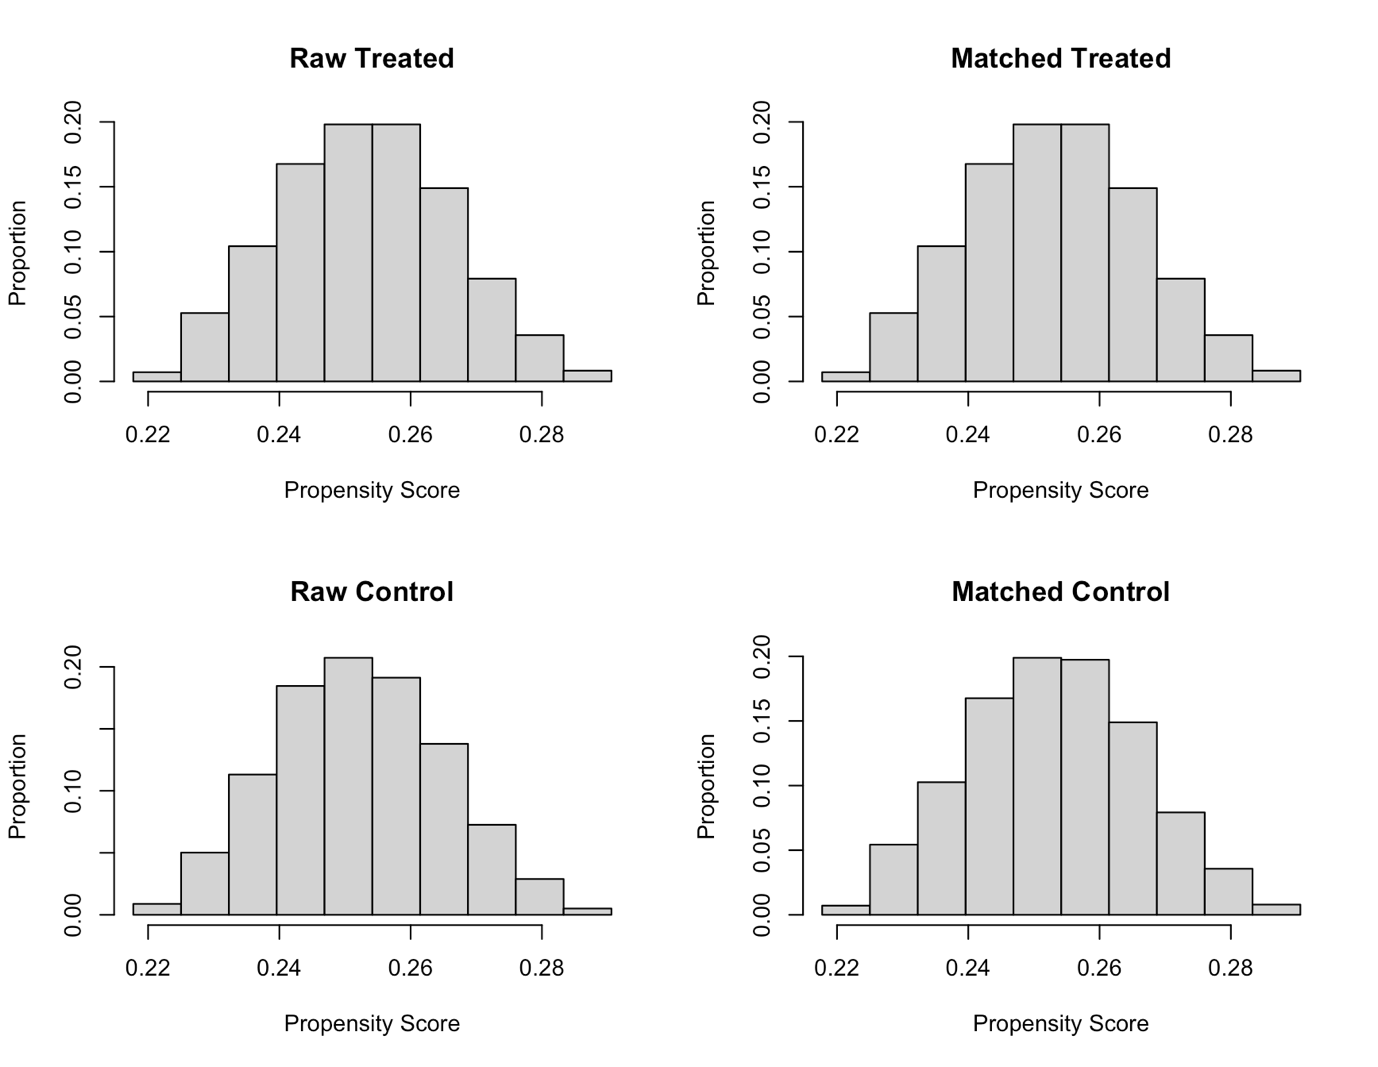 Raw Treated
Proportion
0.00 0.05 0.10 0.15 0.20
0.22 0.24 0.26 0.28
Propensity Score
Matched Treated
Proportion
0.00 0.05 0.10 0.15 0.20
0.22 0.24 0.26 0.28
Propensity Score
Raw Control
Proportion
0.00 0.10 0.20
0.22 0.24 0.26 0.28
Propensity Score
Matched Control
Proportion
0.00 0.05 0.10 0.15 0.20
0.22 0.24 0.26 0.28
Propensity Score